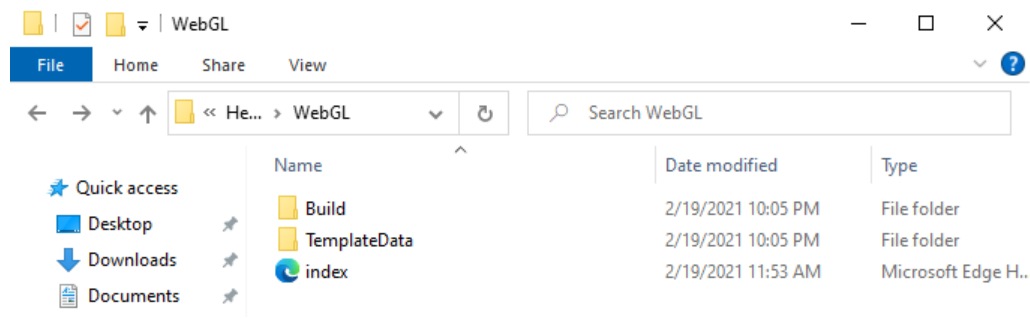 WebGL
File Home Share View ?
« He... › WebGL Search WebGL
Name Date modified Type
Quick access
Desktop
Downloads
Documents
Build 2/19/2021 10:05 PM File folder
TemplateData 2/19/2021 10:05 PM File folder
index 2/19/2021 11:53 AM Microsoft Edge H...